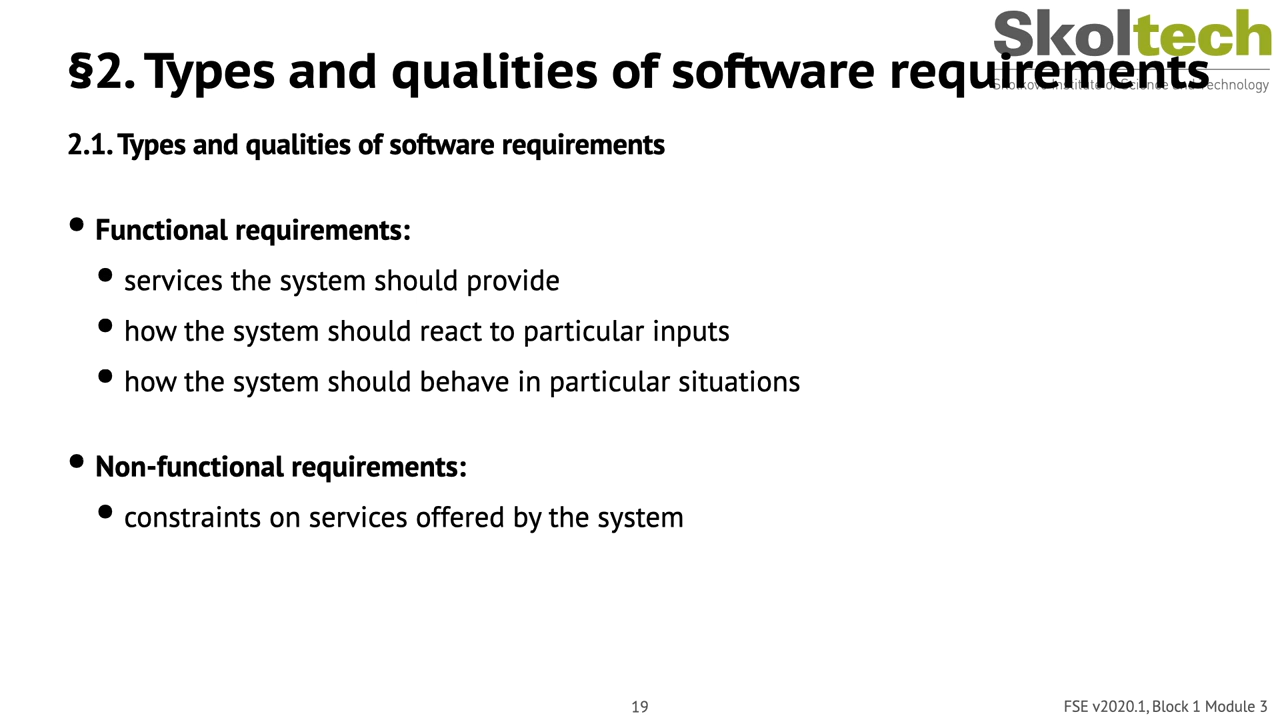 Skoltech
§2. Types and qualities of software requirements
Skolkovo Institute of Science and Technology
2.1. Types and qualities of software requirements
• Functional requirements:
• services the system should provide
• how the system should react to particular inputs
• how the system should behave in particular situations
• Non-functional requirements:
• constraints on services offered by the system
19
FSE v2020.1, Block 1 Module 3